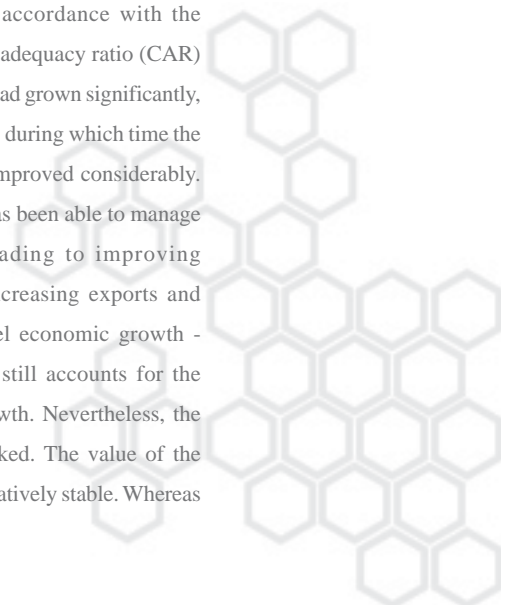 accordance with the
adequacy ratio (CAR)
ad grown significantly,
during which time the
mproved considerably.
as been able to manage
ading to improving
creasing exports and
el economic growth -
still accounts for the
wth. Nevertheless, the
ked. The value of the
atively stable. Whereas